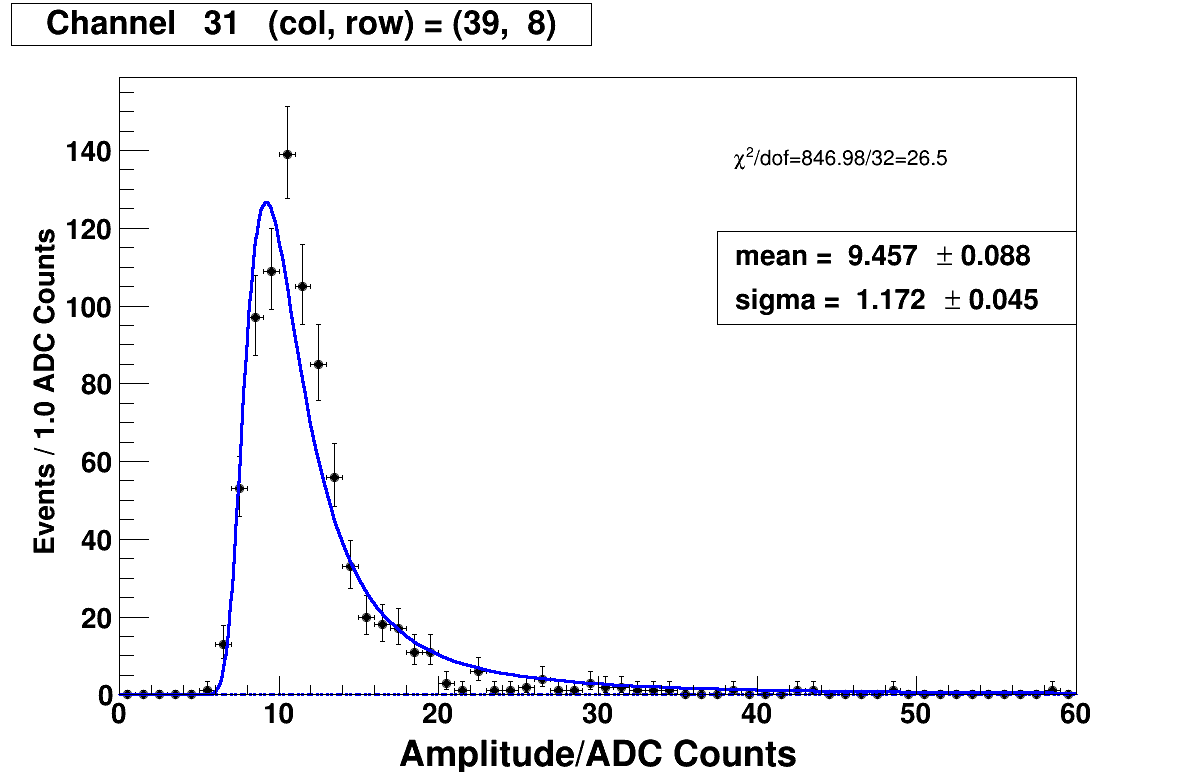 Channel 31 (col, row) = (39, 8)
χ²/dof=846.98/32=26.5
mean = 9.457 ± 0.088
sigma = 1.172 ± 0.045
Events / 1.0 ADC Counts
140
120
100
80
60
40
20
0
0 10 20 30 40 50 60
Amplitude/ADC Counts